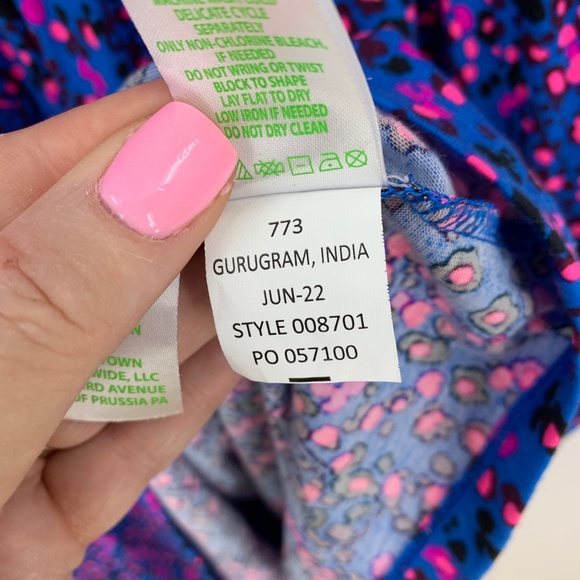 DELICATE CYCLE
SEPARATELY
ONLY NON-CHLORINE BLEACH,
IF NEEDED
DO NOT WRING OR TWIST
BLOCK TO SHAPE
LAY FLAT TO DRY
LOW IRON IF NEEDED
DO NOT DRY CLEAN
773
GURUGRAM, INDIA
JUN-22
STYLE 008701
PO 057100
TOWN
WIDE, LLC
RD AVENUE
OF PRUSSIA PA